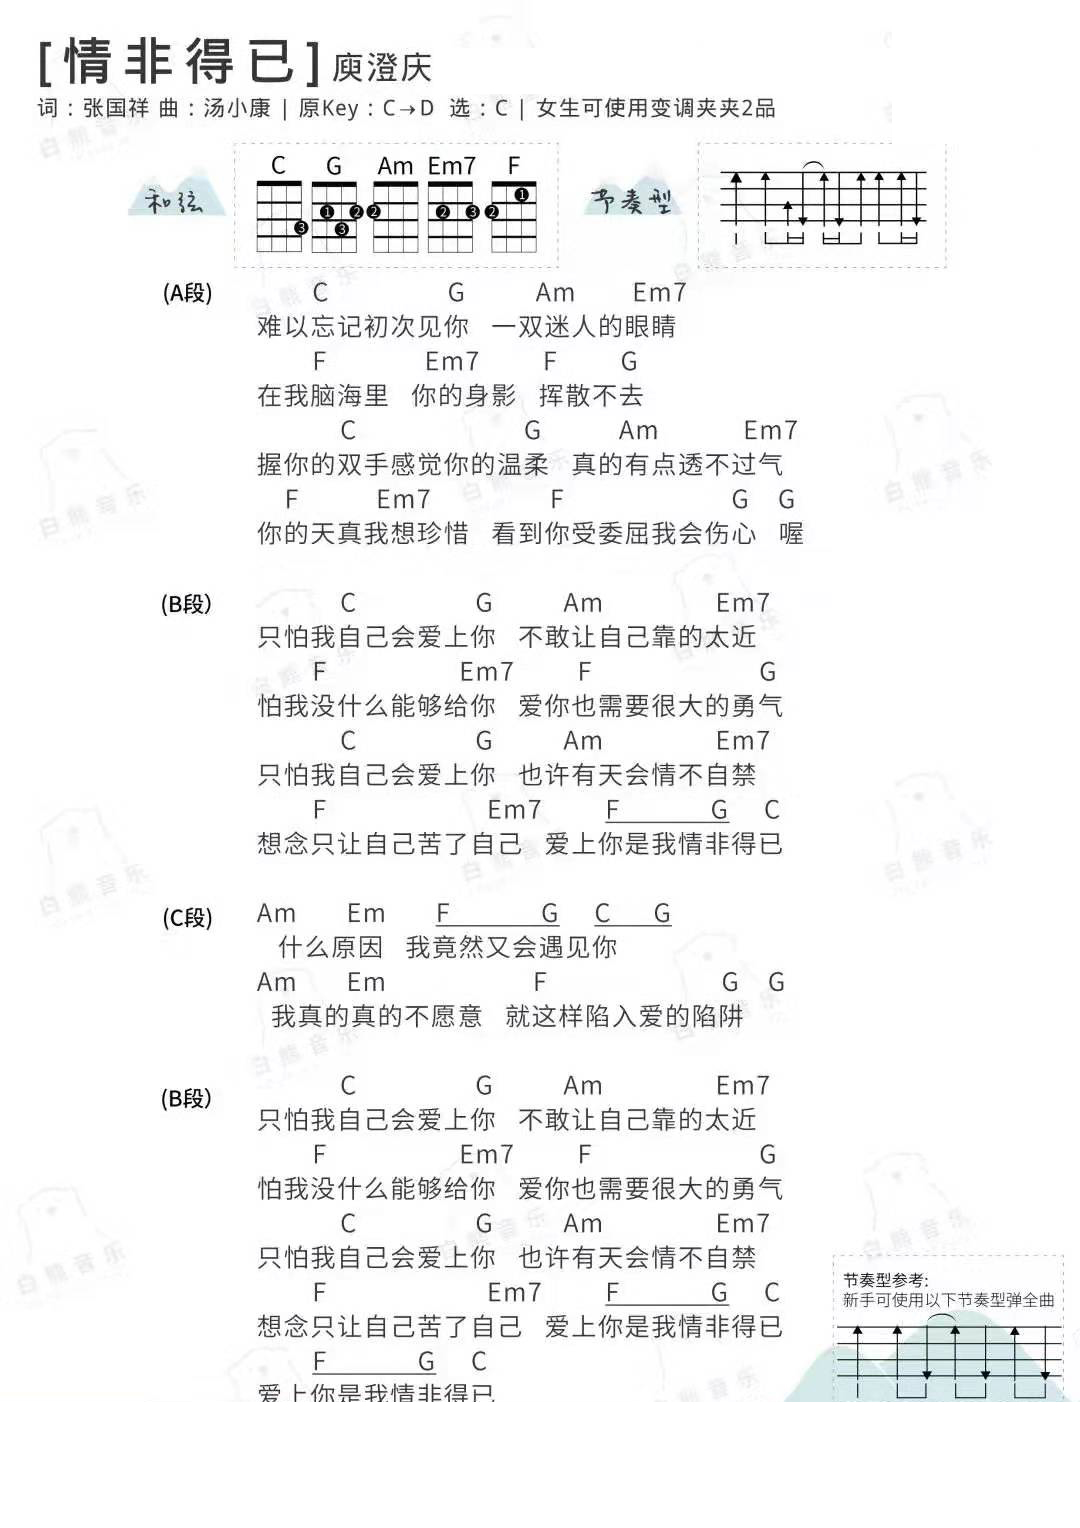 [情非得已] 庾澄庆
词：张国祥 曲：汤小康 | 原Key：C→D 选：C | 女生可使用变调夹夹2品
和弦 C G Am Em7 F 节奏型
(A段) C G Am Em7
难以忘记初次见你 一双迷人的眼睛
F Em7 F G
在我脑海里 你的身影 挥散不去
C G Am Em7
握你的双手感觉你的温柔 真的有点透不过气
F Em7 F G G
你的天真我想珍惜 看到你受委屈我会伤心 喔
(B段) C G Am Em7
只怕我自己会爱上你 不敢让自己靠的太近
F Em7 F G
怕我没什么能够给你 爱你也需要很大的勇气
C G Am Em7
只怕我自己会爱上你 也许有天会情不自禁
F Em7 F G C
想念只让自己苦了自己 爱上你是我情非得已
(C段) Am Em F G C G
什么原因 我竟然又会遇见你
Am Em F G G
我真的真的不愿意 就这样陷入爱的陷阱
(B段) C G Am Em7
只怕我自己会爱上你 不敢让自己靠的太近
F Em7 F G
怕我没什么能够给你 爱你也需要很大的勇气
C G Am Em7
只怕我自己会爱上你 也许有天会情不自禁
F Em7 F G C
想念只让自己苦了自己 爱上你是我情非得已
F G C
爱上你是我情非得已
节奏型参考:
新手可使用以下节奏型弹全曲
白熊音乐